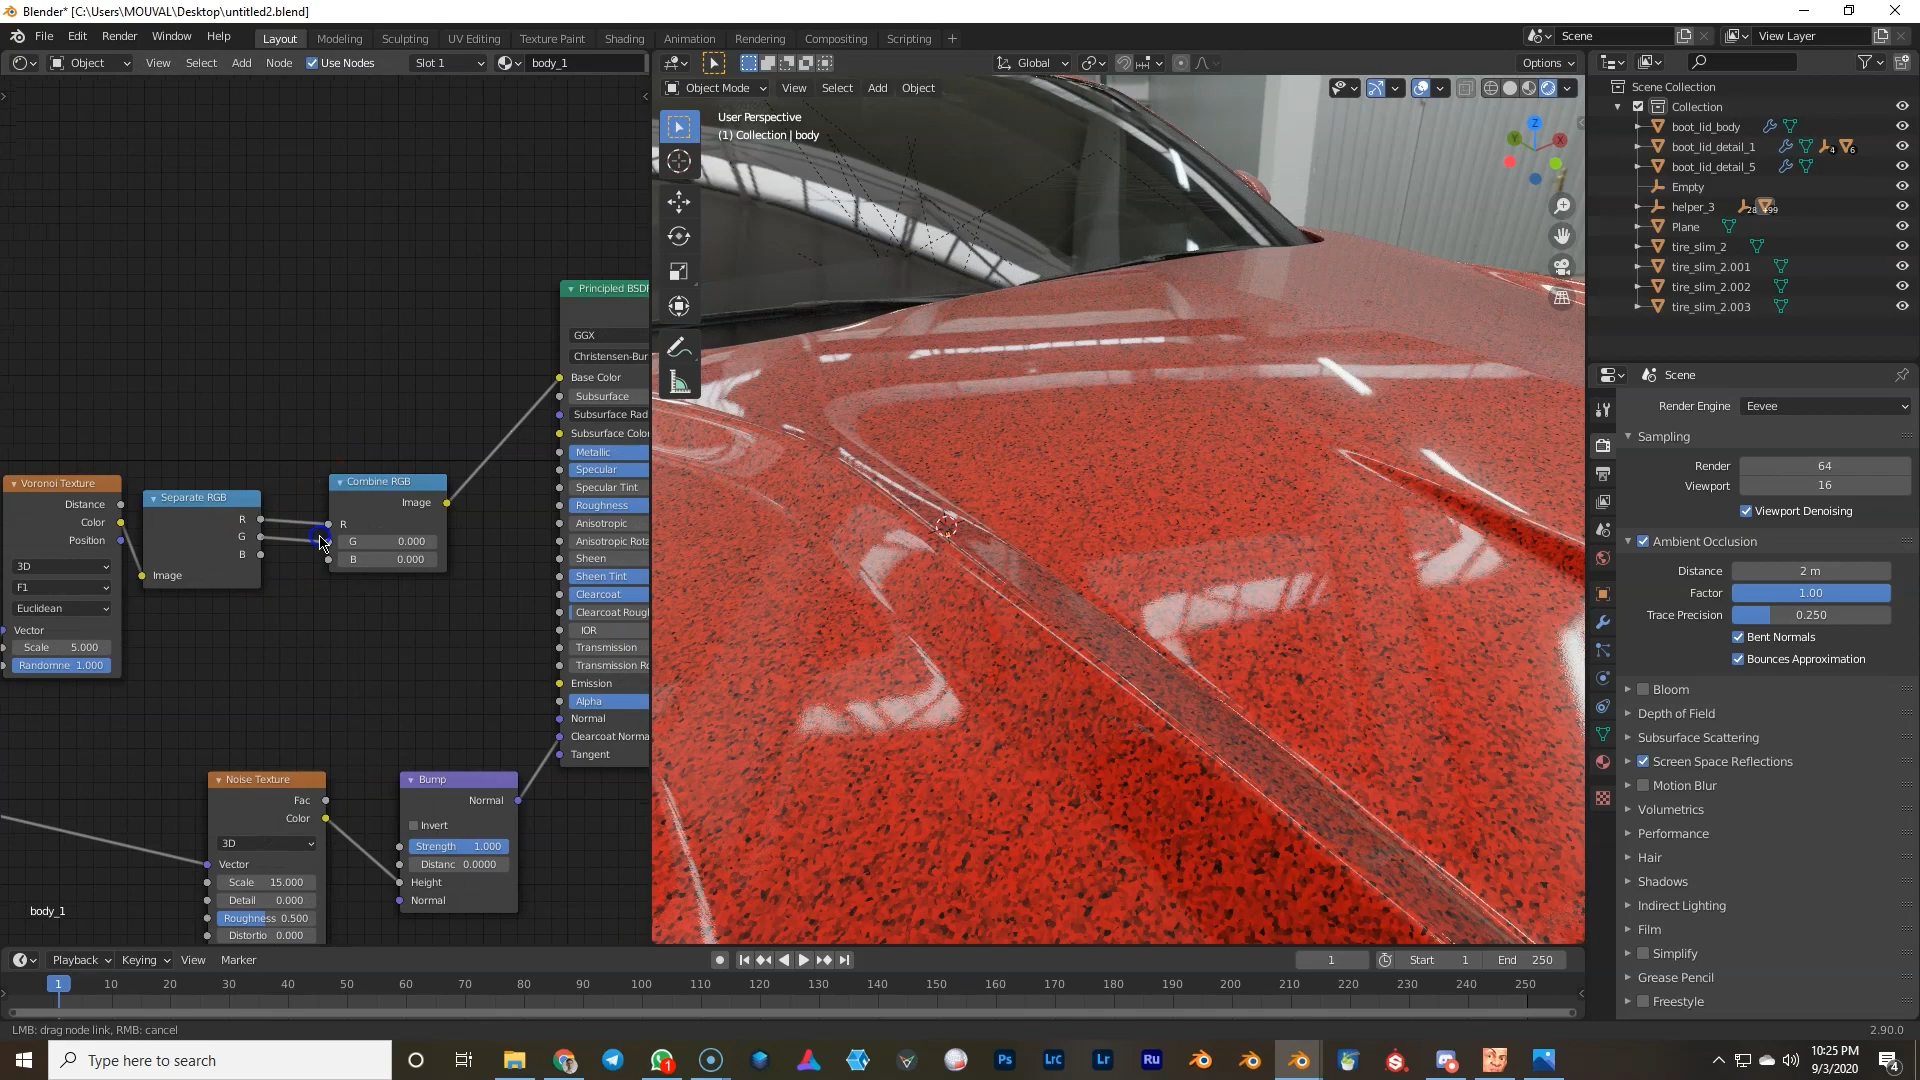 Blender* [C:\Users\MOUVAL\Desktop\untitled2.blend]
File Edit Render Window Help Layout Modeling Sculpting UV Editing Texture Paint Shading Animation Rendering Compositing Scripting + Scene View Layer
Object View Select Add Node Use Nodes Slot 1 body_1 Global Options
Object Mode View Select Add Object
User Perspective
(1) Collection | body
Z
Y
X
Scene Collection
Collection
boot_lid_body
boot_lid_detail_1 4 6
boot_lid_detail_5
Empty
helper_3 28 +99
Plane
tire_slim_2
tire_slim_2.001
tire_slim_2.002
tire_slim_2.003
Principled BSDF
GGX
Christensen-Bur
Base Color
Subsurface
Subsurface Rad
Subsurface Color
Metallic
Specular
Specular Tint
Roughness
Anisotropic
Anisotropic Rota
Sheen
Sheen Tint
Clearcoat
Clearcoat Rough
IOR
Transmission
Transmission Ro
Emission
Alpha
Normal
Clearcoat Norma
Tangent
Voronoi Texture
Distance
Color
Position
3D
F1
Euclidean
Vector
Scale 5.000
Randomne 1.000
Separate RGB
R
G
B
Image
Combine RGB
Image
R
G 0.000
B 0.000
Noise Texture
Fac
Color
3D
Vector
Scale 15.000
Detail 0.000
Roughness 0.500
Distortio 0.000
Bump
Normal
Invert
Strength 1.000
Distanc 0.0000
Height
Normal
body_1
Scene
Render Engine Eevee
Sampling
Render 64
Viewport 16
Viewport Denoising
Ambient Occlusion
Distance 2 m
Factor 1.00
Trace Precision 0.250
Bent Normals
Bounces Approximation
Bloom
Depth of Field
Subsurface Scattering
Screen Space Reflections
Motion Blur
Volumetrics
Performance
Hair
Shadows
Indirect Lighting
Film
Simplify
Grease Pencil
Freestyle
Playback Keying View Marker 1 Start 1 End 250
1 10 20 30 40 50 60 70 80 90 100 110 120 130 140 150 160 170 180 190 200 210 220 230 240 250
LMB: drag node link, RMB: cancel 2.90.0
Type here to search 1 Ps LrC Lr Ru 10:25 PM
9/3/2020 4